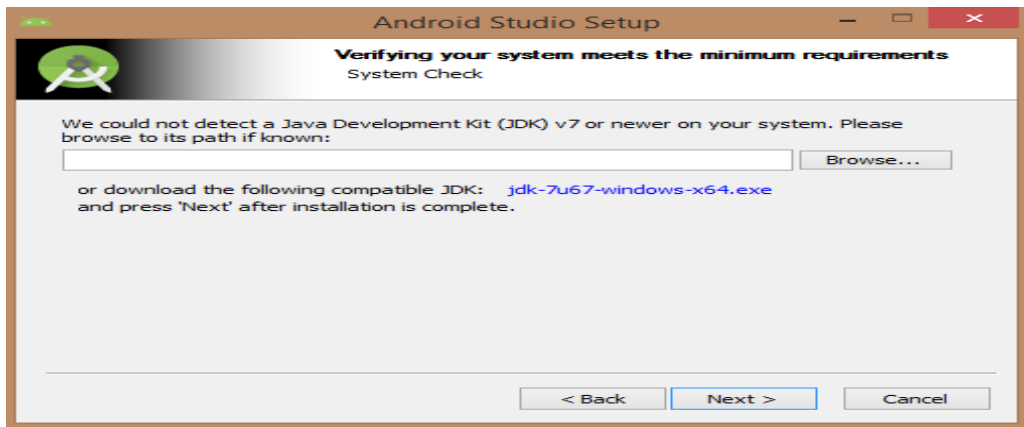 Android Studio Setup
Verifying your system meets the minimum requirements
System Check
We could not detect a Java Development Kit (JDK) v7 or newer on your system. Please
browse to its path if known:
Browse...
or download the following compatible JDK: jdk-7u67-windows-x64.exe
and press 'Next' after installation is complete.
< Back
Next >
Cancel